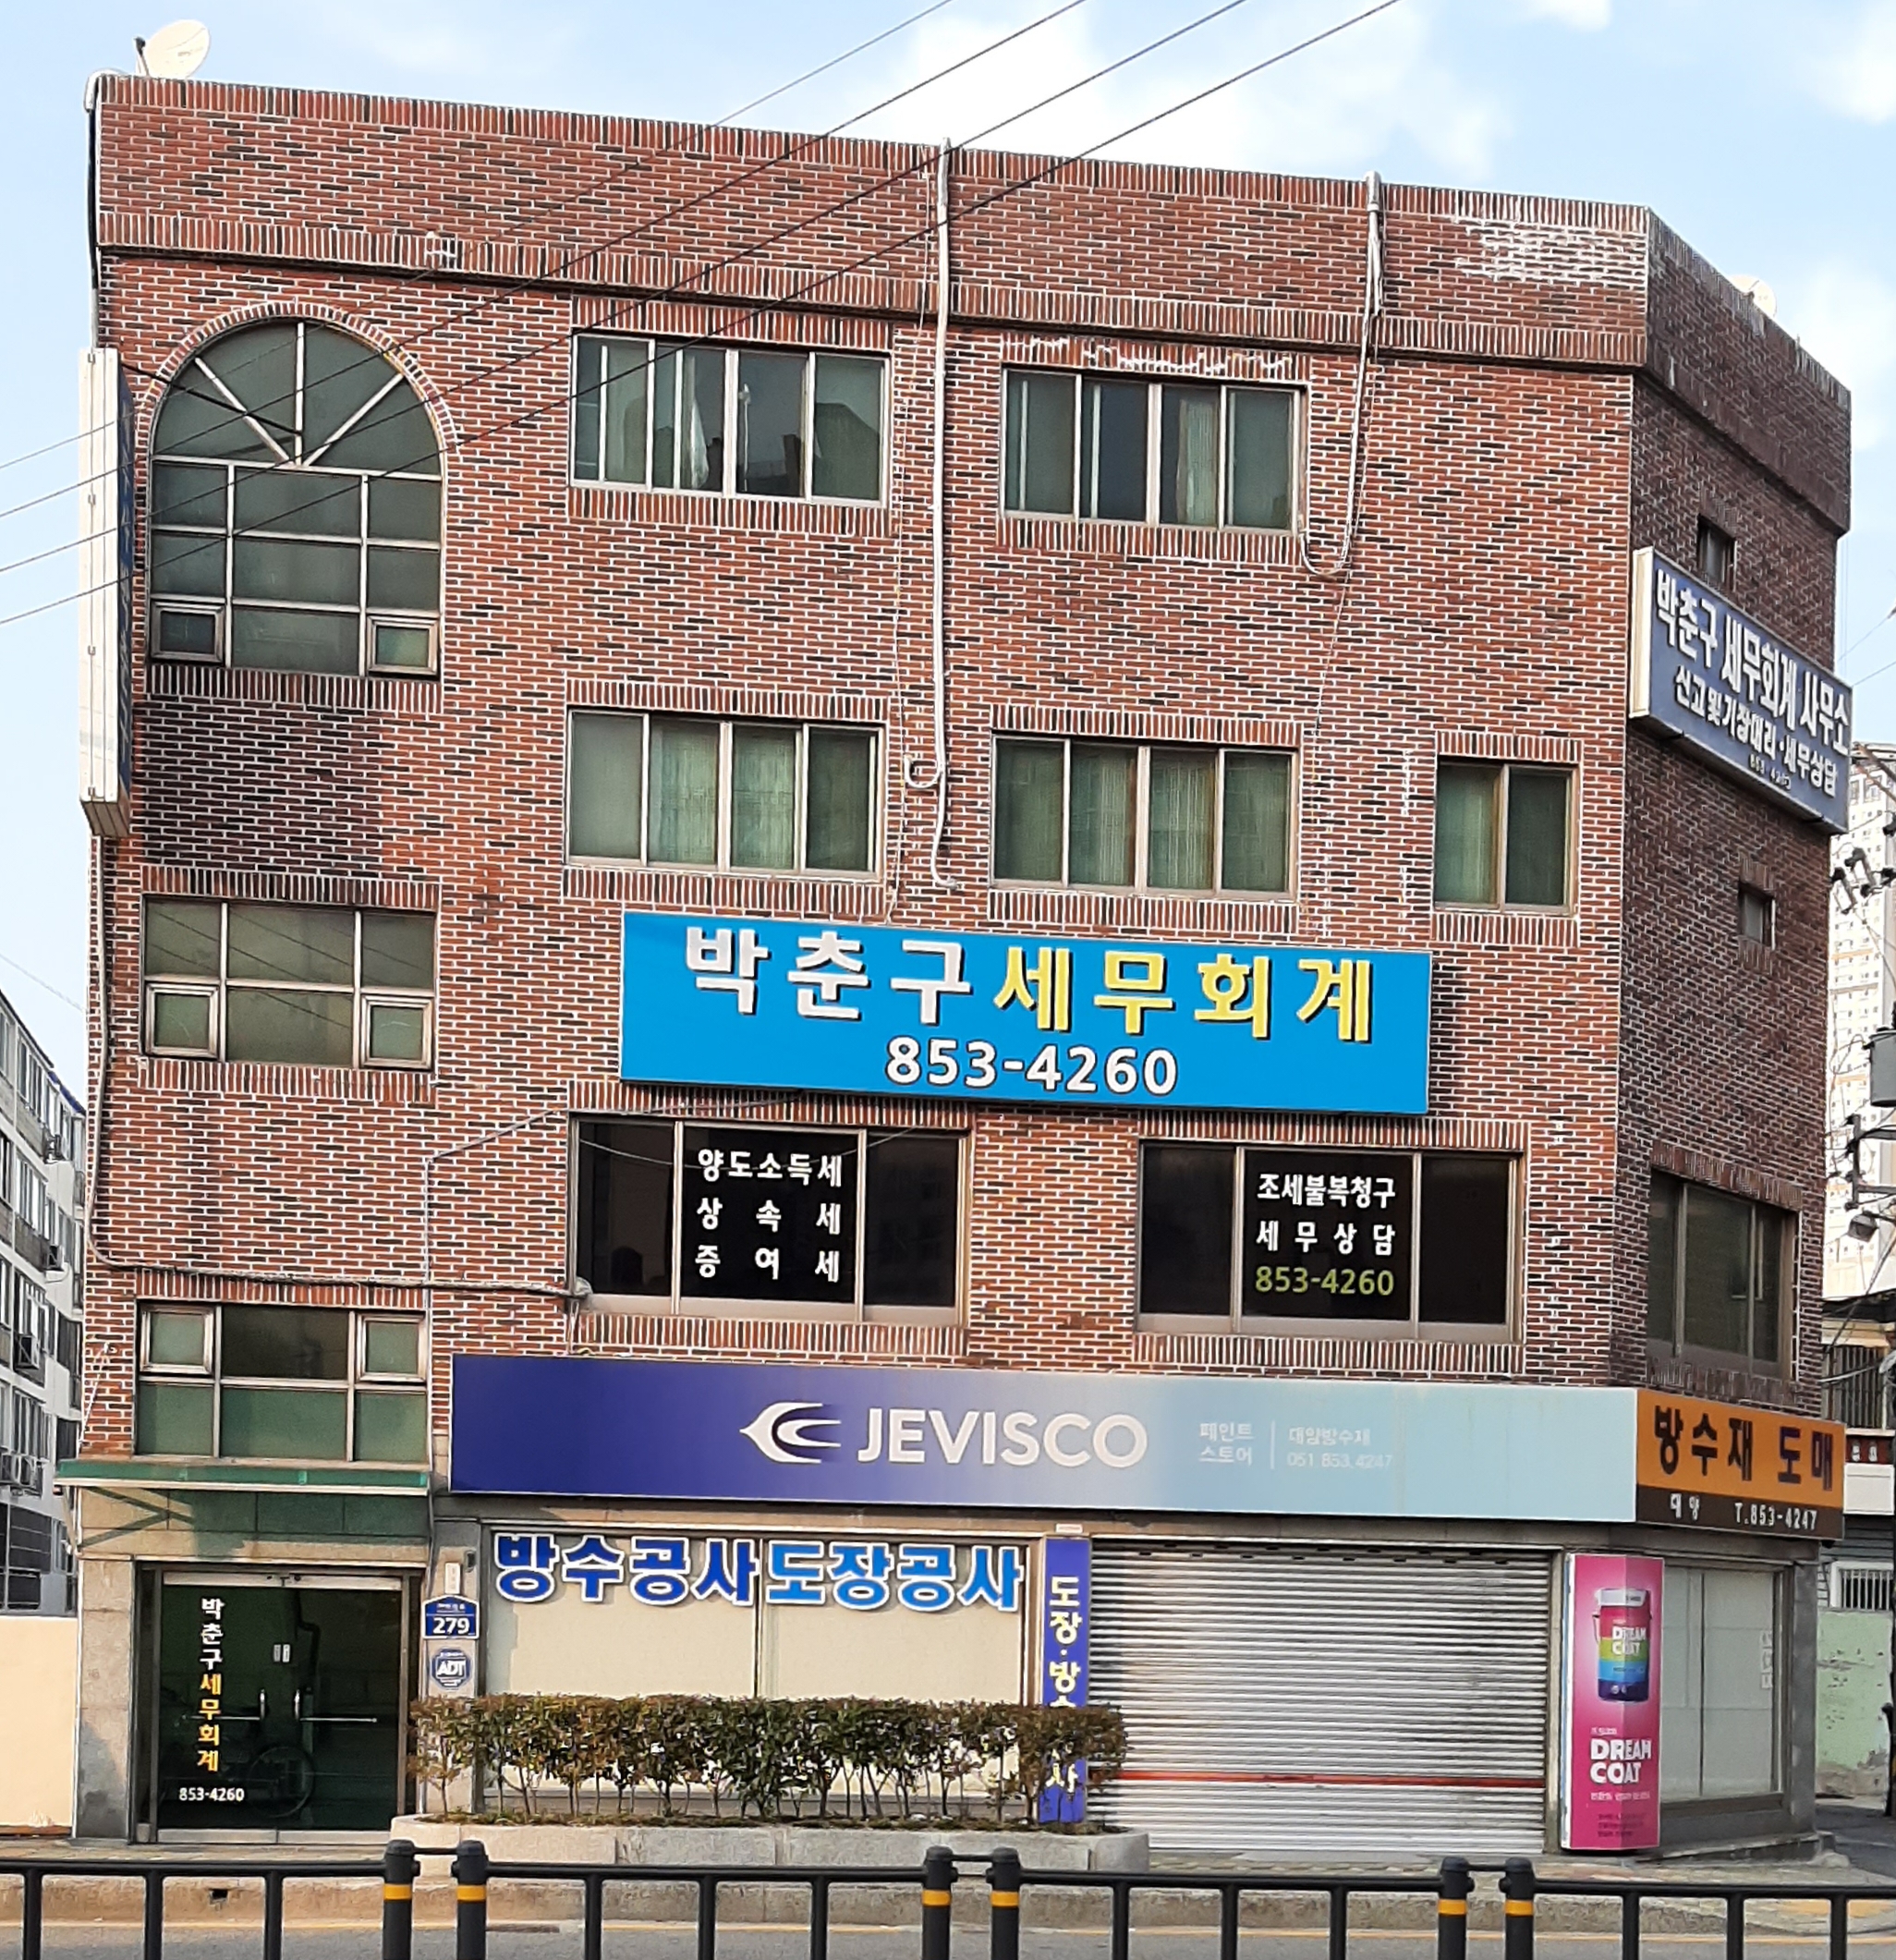 박춘구 세무회계 사무소
신고 및 기장대리·세무상담
박춘구세무회계
853-4260
양도소득세
상 속 세
증 여 세
조세불복청구
세 무 상 담
853-4260
JEVISCO
페인트
스토어
대양방수재
051 853.4247
방수재 도매
대양 T.853-4247
방수공사 도장공사
도장·방수
사
279
ADT
박춘구세무회계
853-4260
DREAM
COAT
DREAM
COAT